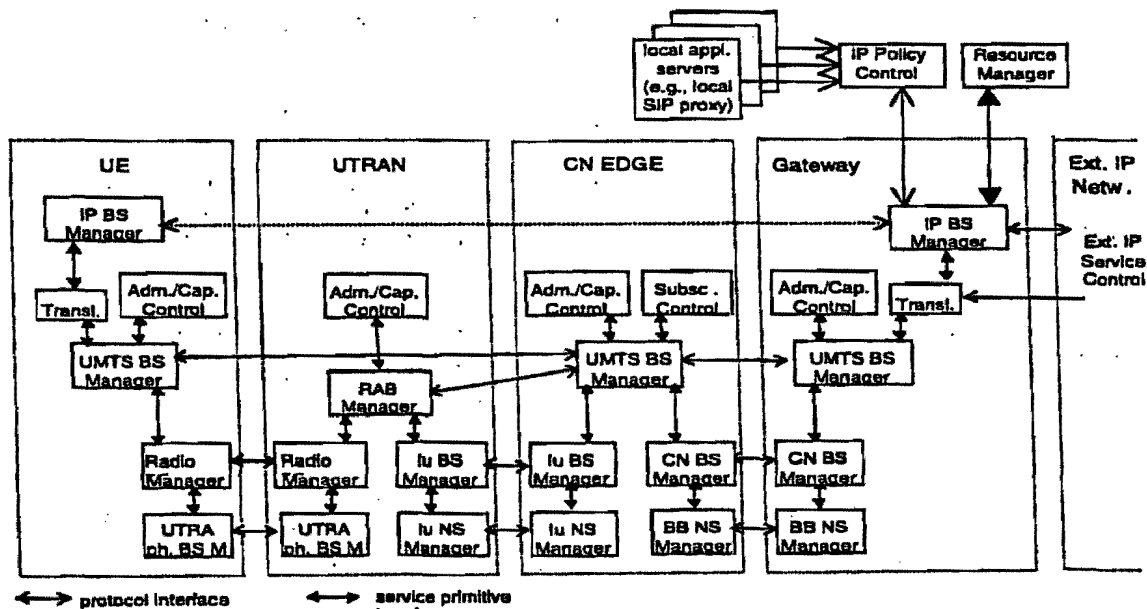 local appl.
servers
(e.g., local
SIP proxy)
IP Policy
Control
Resource
Manager
UE
UTRAN
CN EDGE
Gateway
Ext. IP
Netw.
IP BS
Manager
IP BS
Manager
Ext. IP
Service
Control
Transl.
Adm./Cap.
Control
Adm./Cap.
Control
Adm./Cap.
Control
Subsc.
Control
Adm./Cap.
Control
Transl.
UMTS BS
Manager
RAB
Manager
UMTS BS
Manager
UMTS BS
Manager
Radio
Manager
Radio
Manager
Iu BS
Manager
Iu BS
Manager
CN BS
Manager
CN BS
Manager
UTRA
ph. BS M
UTRA
ph. BS M
Iu NS
Manager
Iu NS
Manager
BB NS
Manager
BB NS
Manager
protocol interface
service primitive